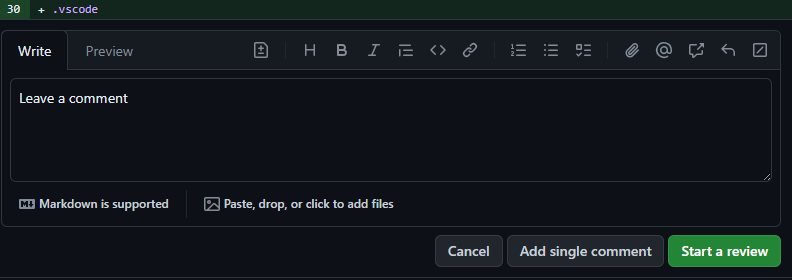 30 + .vscode
Write Preview H B I
Leave a comment
Markdown is supported Paste, drop, or click to add files
Cancel Add single comment Start a review